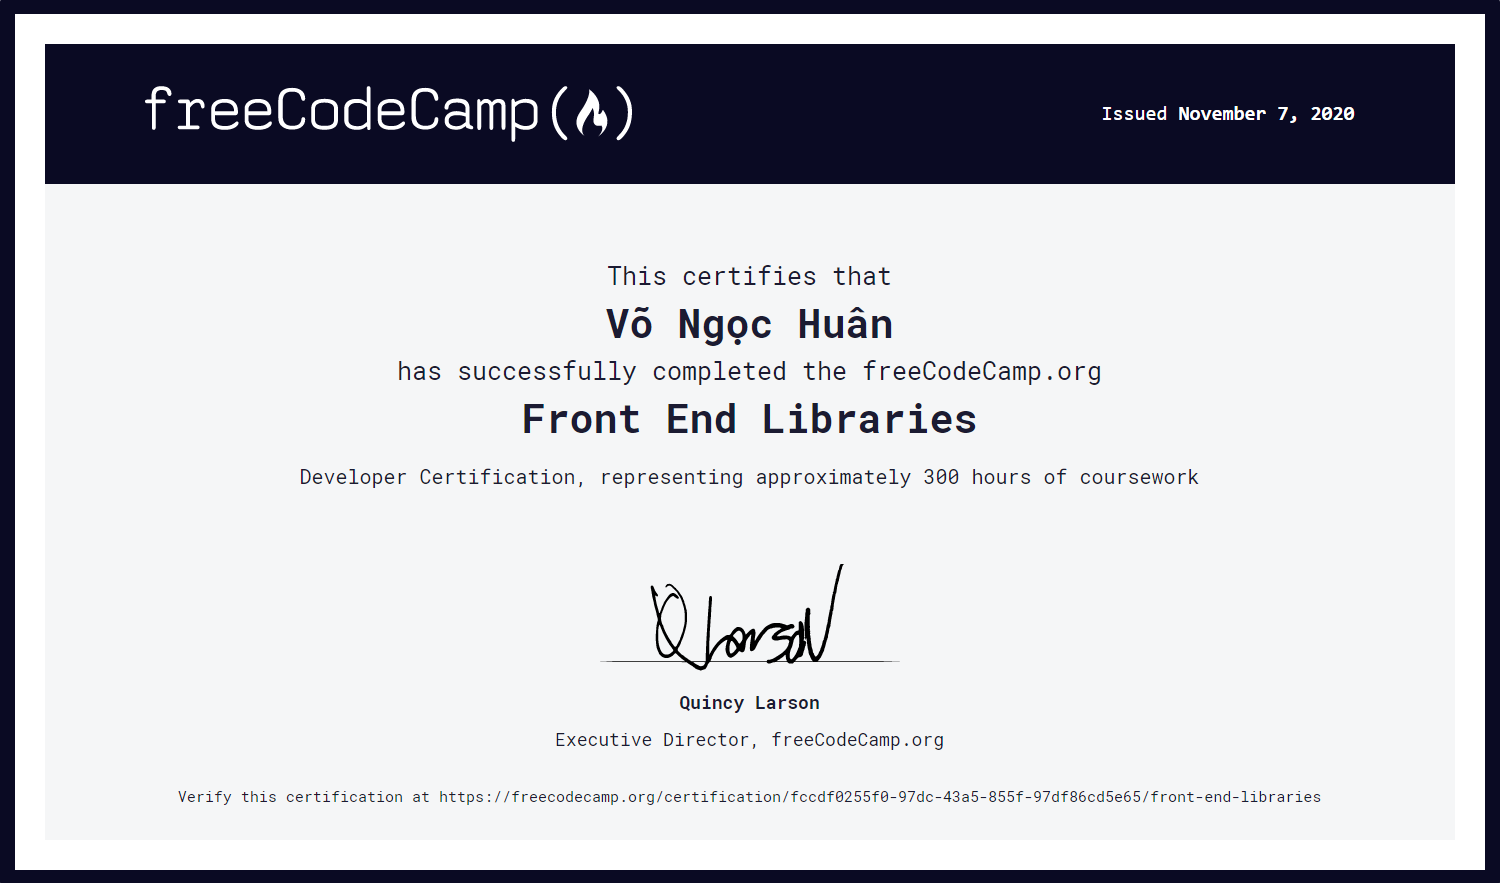 freeCodeCamp(🔥)
Issued November 7, 2020
This certifies that
Võ Ngọc Huân
has successfully completed the freeCodeCamp.org
Front End Libraries
Developer Certification, representing approximately 300 hours of coursework
Q Larson
Quincy Larson
Executive Director, freeCodeCamp.org
Verify this certification at https://freecodecamp.org/certification/fccdf0255f0-97dc-43a5-855f-97df86cd5e65/front-end-libraries